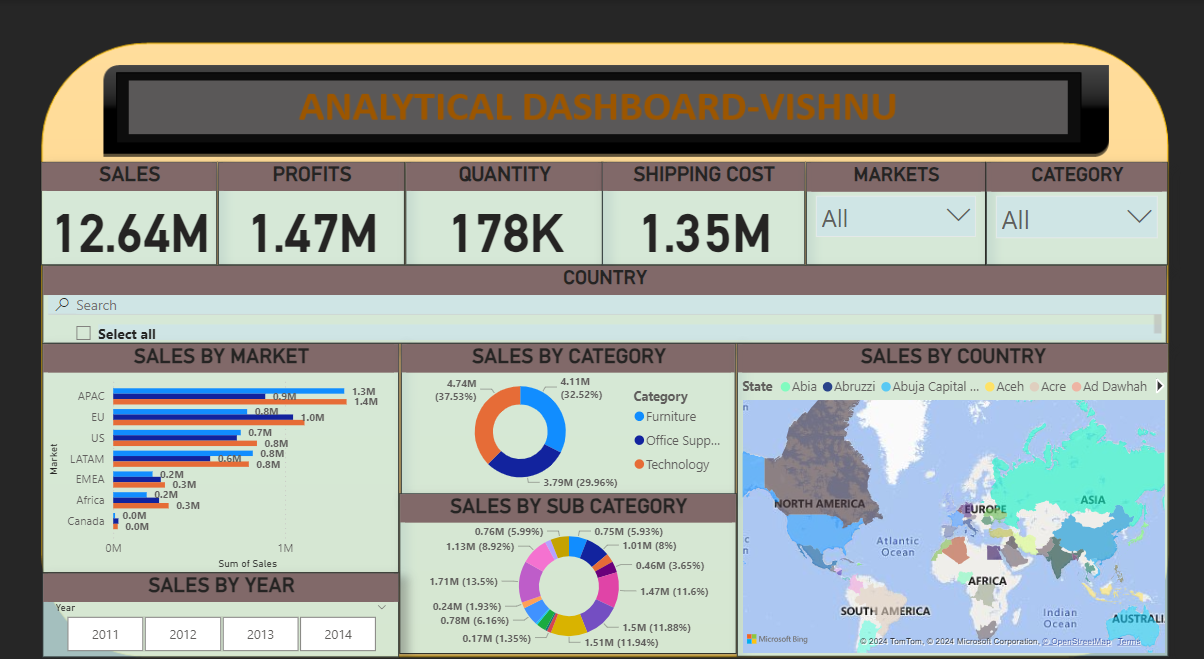 ANALYTICAL DASHBOARD-VISHNU
SALES
PROFITS
QUANTITY
SHIPPING COST
MARKETS
CATEGORY
12.64M
1.47M
178K
1.35M
All
All
COUNTRY
Search
Select all
SALES BY MARKET
Market
APAC
1.3M
0.9M
1.4M
EU
0.8M
1.0M
US
0.7M
0.8M
LATAM
0.8M
0.6M
0.8M
EMEA
0.2M
0.3M
Africa
0.2M
0.3M
Canada
0.0M
0.0M
0M
1M
Sum of Sales
SALES BY YEAR
Year
2011
2012
2013
2014
SALES BY CATEGORY
4.74M
(37.53%)
4.11M
(32.52%)
3.79M (29.96%)
Category
Furniture
Office Supp...
Technology
SALES BY SUB CATEGORY
0.76M (5.99%)
0.75M (5.93%)
1.13M (8.92%)
1.01M (8%)
0.46M (3.65%)
1.71M (13.5%)
1.47M (11.6%)
0.24M (1.93%)
0.78M (6.16%)
1.5M (11.88%)
0.17M (1.35%)
1.51M (11.94%)
SALES BY COUNTRY
State
Abia
Abruzzi
Abuja Capital ...
Aceh
Acre
Ad Dawhah
NORTH AMERICA
EUROPE
ASIA
Atlantic
Ocean
AFRICA
SOUTH AMERICA
Indian
Ocean
AUSTRALI
Microsoft Bing
© 2024 TomTom, © 2024 Microsoft Corporation, © OpenStreetMap Terms